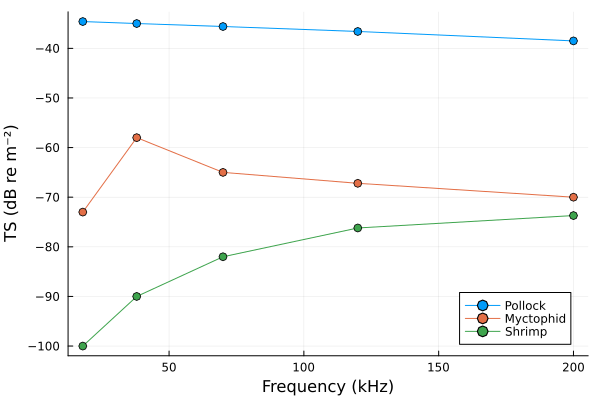 −40
−50
−60
−70
−80
−90
−100
TS (dB re m⁻²)
50
100
150
200
Frequency (kHz)
Pollock
Myctophid
Shrimp